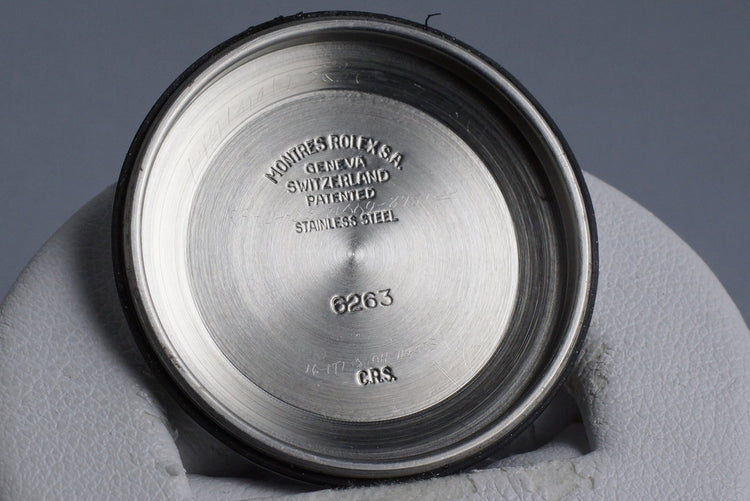 MONTRES ROLEX S.A.
GENEVA
SWITZERLAND
PATENTED
STAINLESS STEEL
6263
C.R.S.